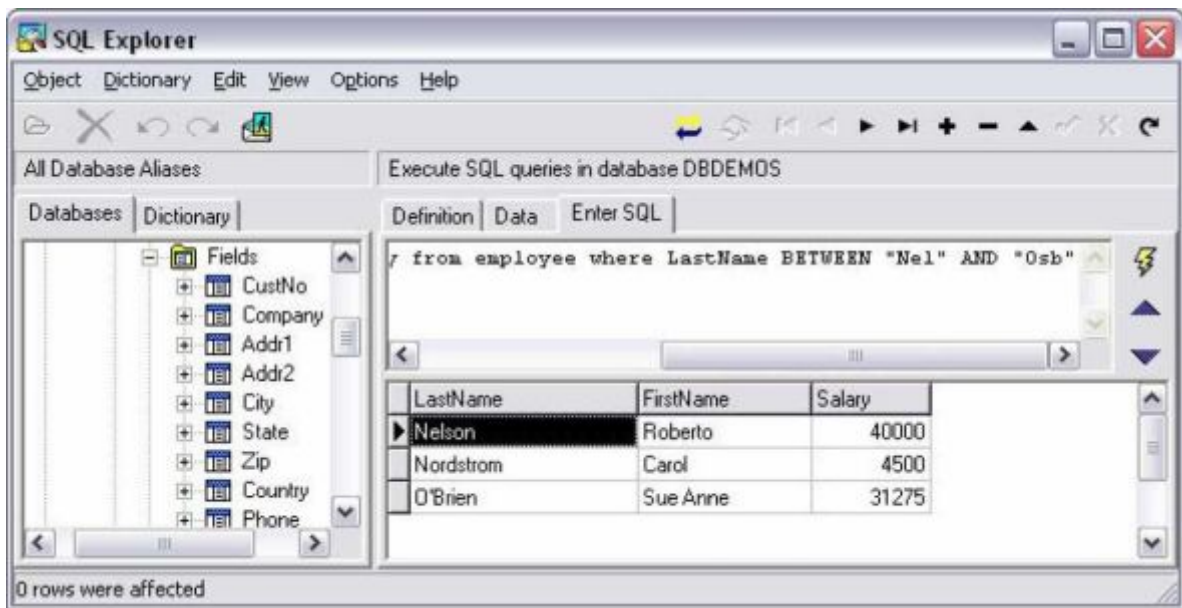 SQL Explorer
Object Dictionary Edit View Options Help
All Database Aliases
Execute SQL queries in database DBDEMOS
Databases Dictionary
Definition Data Enter SQL
Fields
CustNo
Company
Addr1
Addr2
City
State
Zip
Country
Phone
from employee where LastName BETWEEN "Nel" AND "Osb"
LastName FirstName Salary
Nelson Roberto 40000
Nordstrom Carol 4500
O'Brien Sue Anne 31275
0 rows were affected